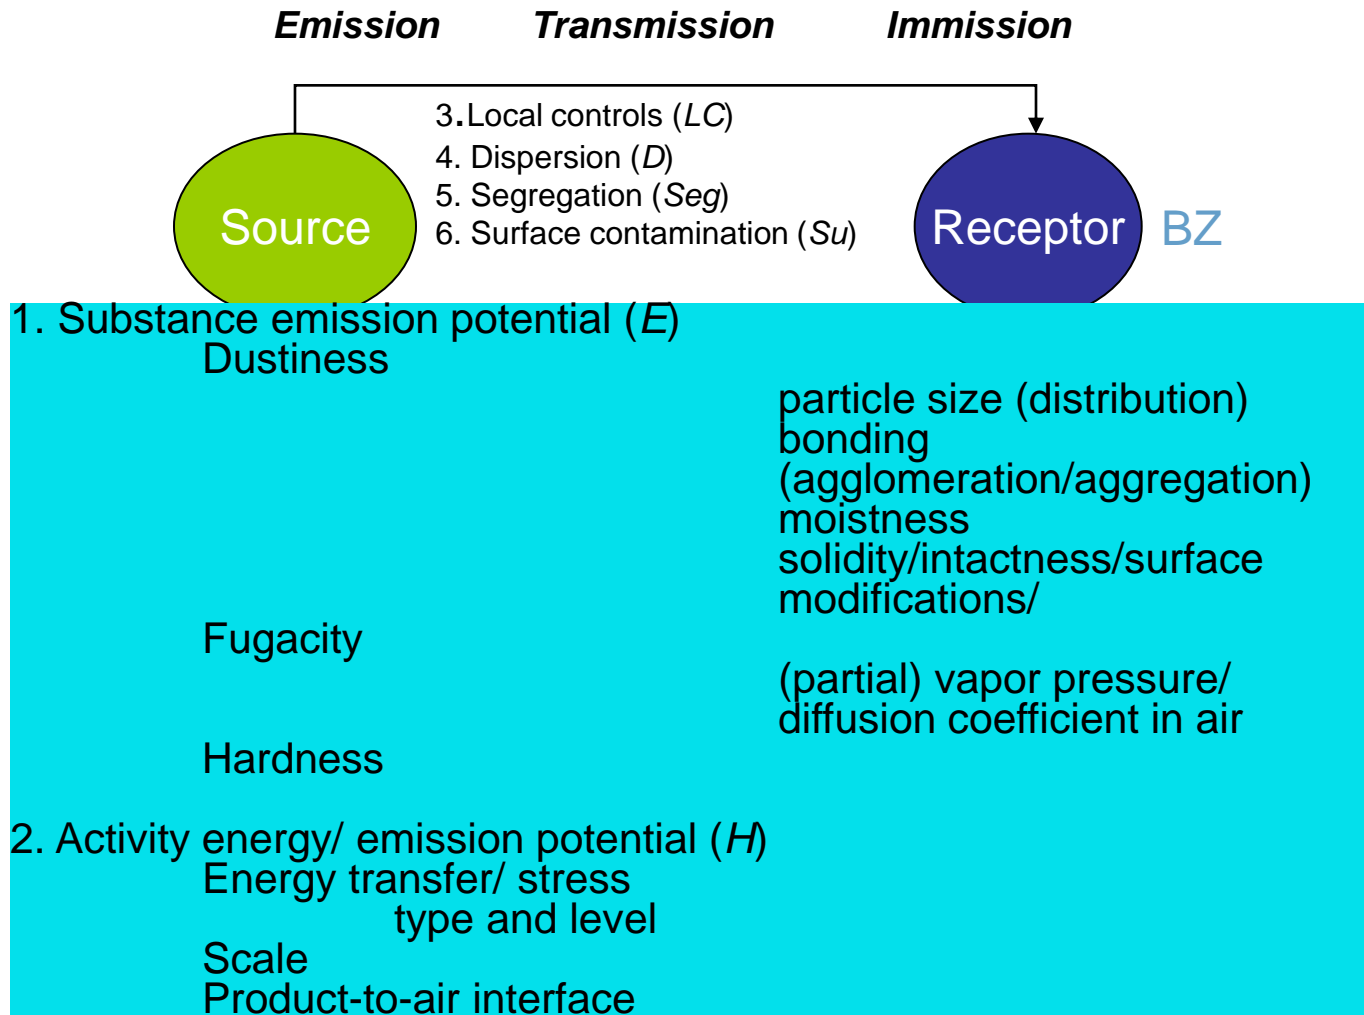 Emission Transmission Immission
3.Local controls (LC)
4. Dispersion (D)
5. Segregation (Seg)
6. Surface contamination (Su)
Source
Receptor
BZ
1. Substance emission potential (E)
Dustiness
particle size (distribution)
bonding
(agglomeration/aggregation)
moistness
solidity/intactness/surface
modifications/
Fugacity
(partial) vapor pressure/
diffusion coefficient in air
Hardness
2. Activity energy/ emission potential (H)
Energy transfer/ stress
type and level
Scale
Product-to-air interface